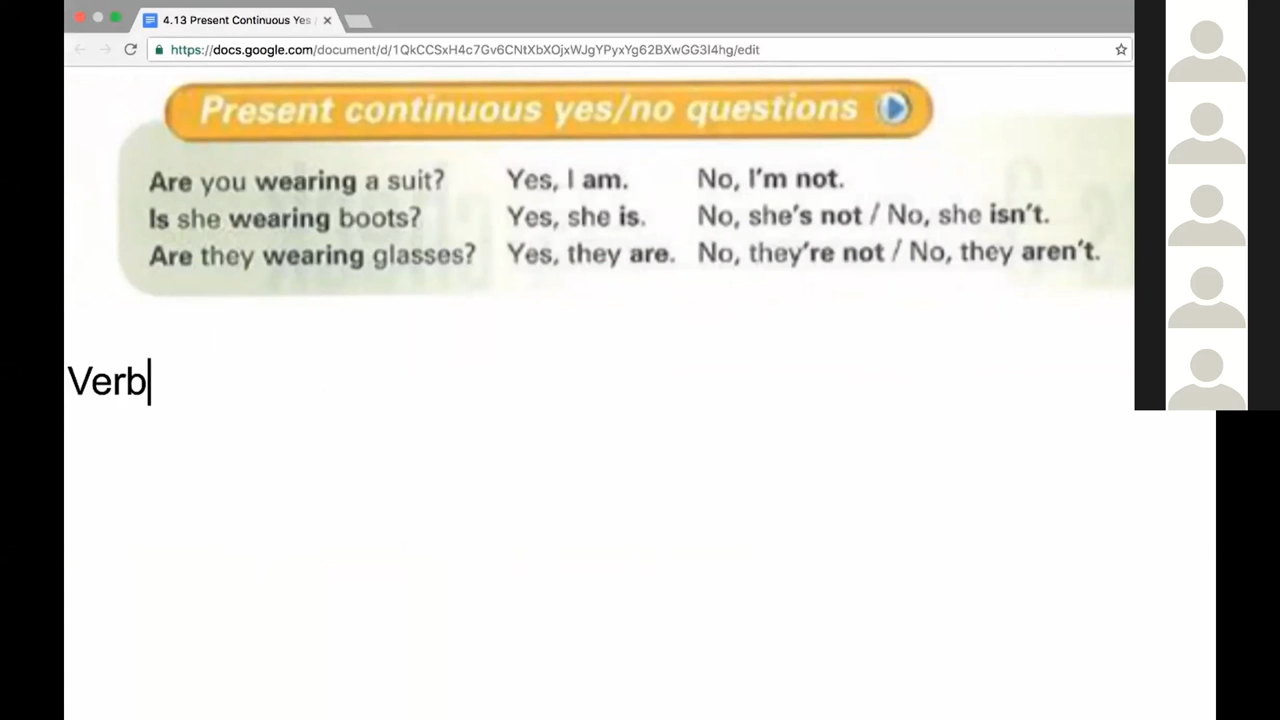 4.13 Present Continuous Yes
https://docs.google.com/document/d/1QkCCSxH4c7Gv6CNtXbXOjxWJgYPyxYg62BXwGG3I4hg/edit
Present continuous yes/no questions
Are you wearing a suit? Yes, I am. No, I'm not.
Is she wearing boots? Yes, she is. No, she's not / No, she isn't.
Are they wearing glasses? Yes, they are. No, they're not / No, they aren't.
Verb